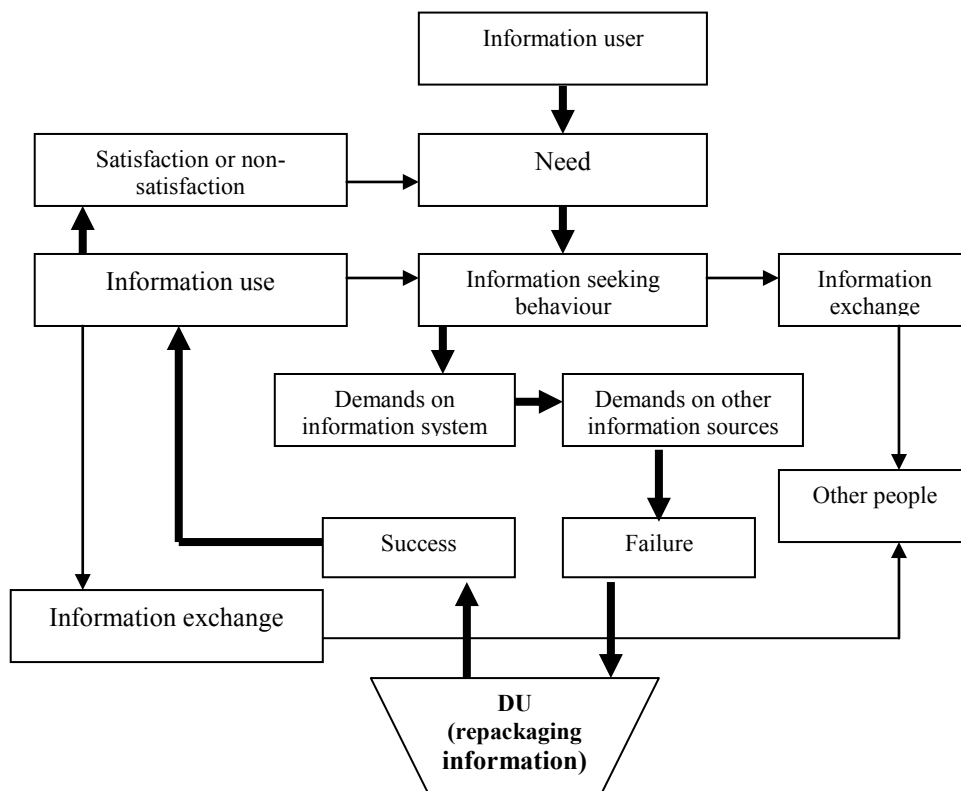 Information user
Satisfaction or non-
satisfaction
Need
Information use
Information seeking
behaviour
Information
exchange
Demands on
information system
Demands on other
information sources
Other people
Success
Failure
Information exchange
DU
(repackaging
information)